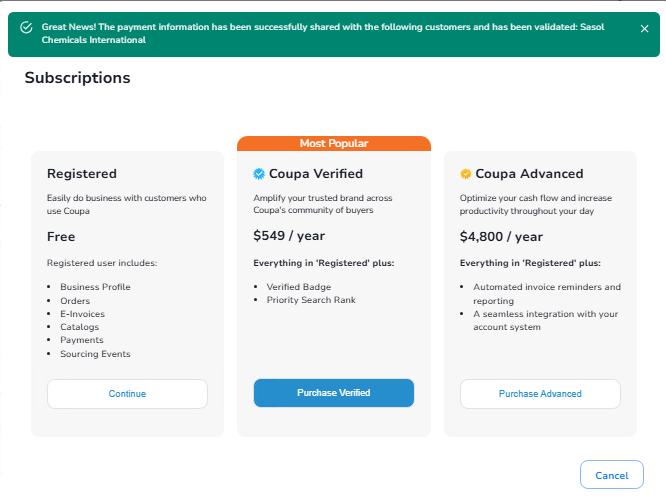 Great News! The payment information has been successfully shared with the following customers and has been validated: Sasol
Chemicals International
Subscriptions
Registered
Easily do business with customers who
use Coupa
Free
Registered user includes:
Business Profile
Orders
E-Invoices
Catalogs
Payments
Sourcing Events
Continue
Most Popular
Coupa Verified
Amplify your trusted brand across
Coupa's community of buyers
$549 / year
Everything in 'Registered' plus:
Verified Badge
Priority Search Rank
Purchase Verified
Coupa Advanced
Optimize your cash flow and increase
productivity throughout your day
$4,800 / year
Everything in 'Registered' plus:
Automated invoice reminders and
reporting
A seamless integration with your
account system
Purchase Advanced
Cancel